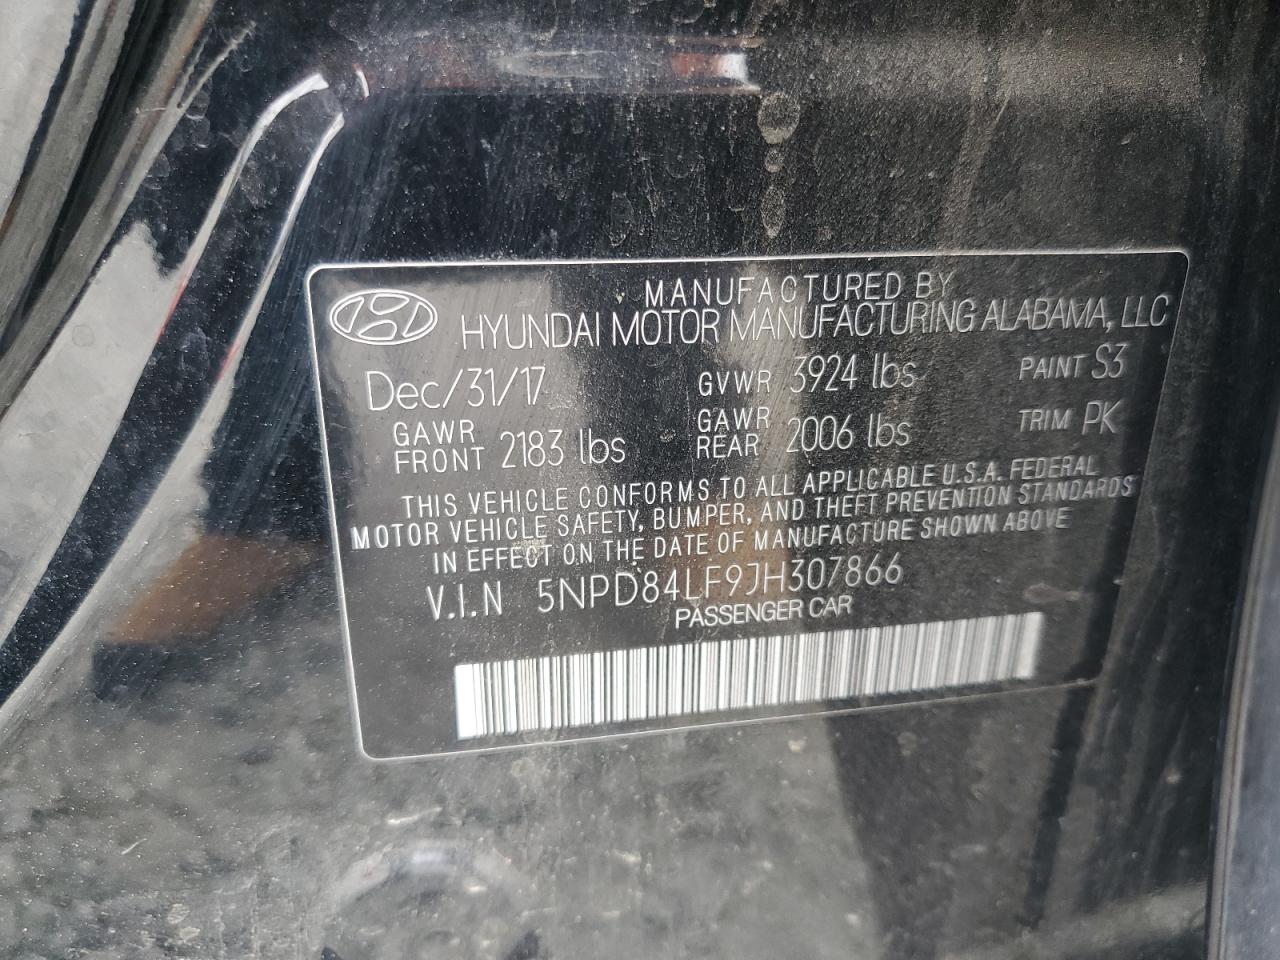 MANUFACTURED BY
HYUNDAI MOTOR MANUFACTURING ALABAMA, LLC
Dec/31/17 GVWR 3924 lbs PAINT S3
GAWR FRONT 2183 lbs GAWR REAR 2006 lbs TRIM PK
THIS VEHICLE CONFORMS TO ALL APPLICABLE U.S.A. FEDERAL
MOTOR VEHICLE SAFETY, BUMPER, AND THEFT PREVENTION STANDARDS
IN EFFECT ON THE DATE OF MANUFACTURE SHOWN ABOVE
V.I.N 5NPD84LF9JH307866
PASSENGER CAR